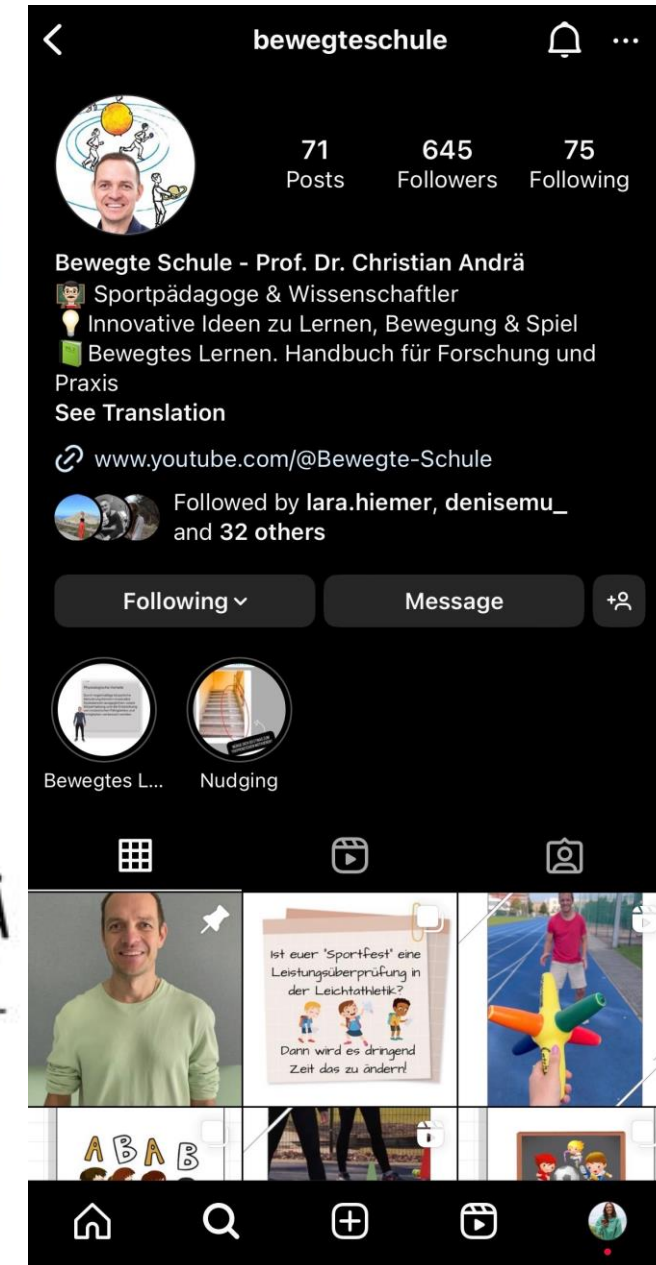 bewegteschule
71
Posts
645
Followers
75
Following
Bewegte Schule - Prof. Dr. Christian Andrä
Sportpädagoge & Wissenschaftler
Innovative Ideen zu Lernen, Bewegung & Spiel
Bewegtes Lernen. Handbuch für Forschung und
Praxis
See Translation
www.youtube.com/@Bewegte-Schule
Followed by lara.hiemer, denisemu_
and 32 others
Following
Message
Bewegtes L...
Nudging
Ist euer "Sportfest" eine
Leistungsüberprüfung in
der Leichtathletik?
Dann wird es dringend
Zeit das zu ändern!
A B A B